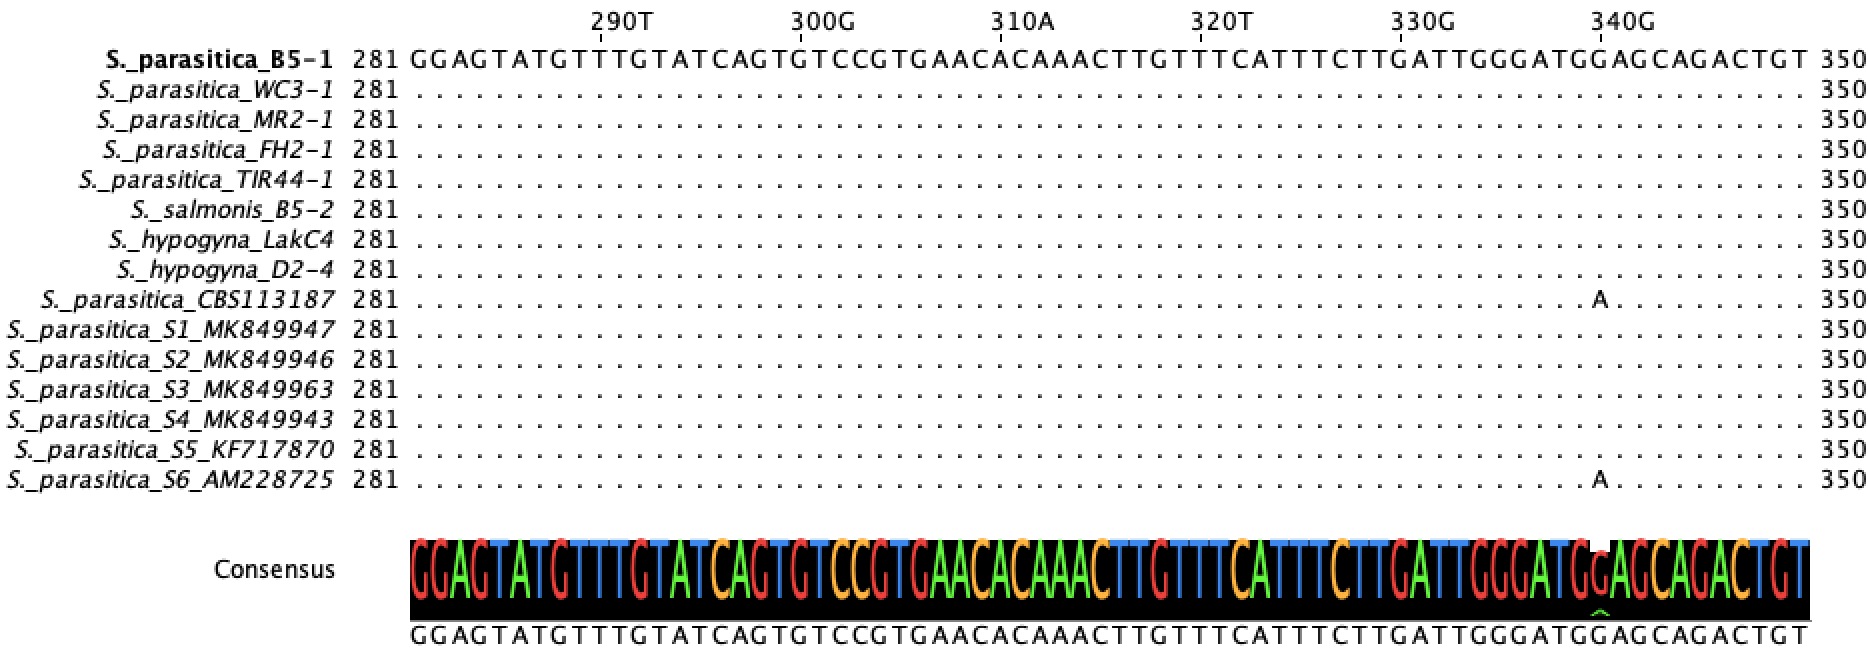 290T 300G 310A 320T 330G 340G
S._parasitica_B5-1 281 GGAGTATGTTTGTATCAGTGTCCGTGAACACAAACTTGTTTCATTTCTTGATTGGGATGGAGCAGACTGT 350
S._parasitica_WC3-1 281 ...................................................................... 350
S._parasitica_MR2-1 281 ...................................................................... 350
S._parasitica_FH2-1 281 ...................................................................... 350
S._parasitica_TIR44-1 281 ...................................................................... 350
S._salmonis_B5-2 281 ...................................................................... 350
S._hypogyna_LakC4 281 ...................................................................... 350
S._hypogyna_D2-4 281 ...................................................................... 350
S._parasitica_CBS113187 281 ...........................................................A.......... 350
S._parasitica_S1_MK849947 281 ...................................................................... 350
S._parasitica_S2_MK849946 281 ...................................................................... 350
S._parasitica_S3_MK849963 281 ...................................................................... 350
S._parasitica_S4_MK849943 281 ...................................................................... 350
S._parasitica_S5_KF717870 281 ...................................................................... 350
S._parasitica_S6_AM228725 281 ...........................................................A.......... 350
Consensus GGAGTATGTTTGTATCAGTGTCCGTGAACACAAACTTGTTTCATTTCTTGATTGGGATGGAGCAGACTGT
GGAGTATGTTTGTATCAGTGTCCGTGAACACAAACTTGTTTCATTTCTTGATTGGGATGGAGCAGACTGT